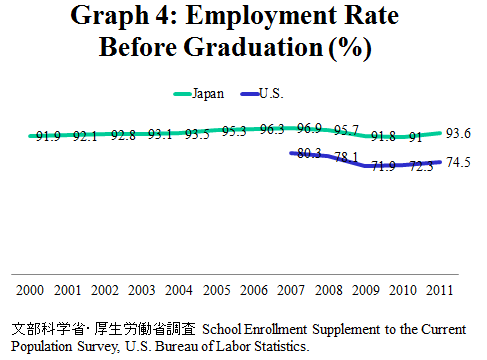 Graph 4: Employment Rate
Before Graduation (%)
Japan U.S.
91.9 92.1 92.8 93.1 93.5 95.3 96.3 96.9 95.7 91.8 91 93.6
80.3 78.1 71.9 72.3 74.5
2000 2001 2002 2003 2004 2005 2006 2007 2008 2009 2010 2011
文部科学省・厚生労働省調査 School Enrollment Supplement to the Current
Population Survey, U.S. Bureau of Labor Statistics.